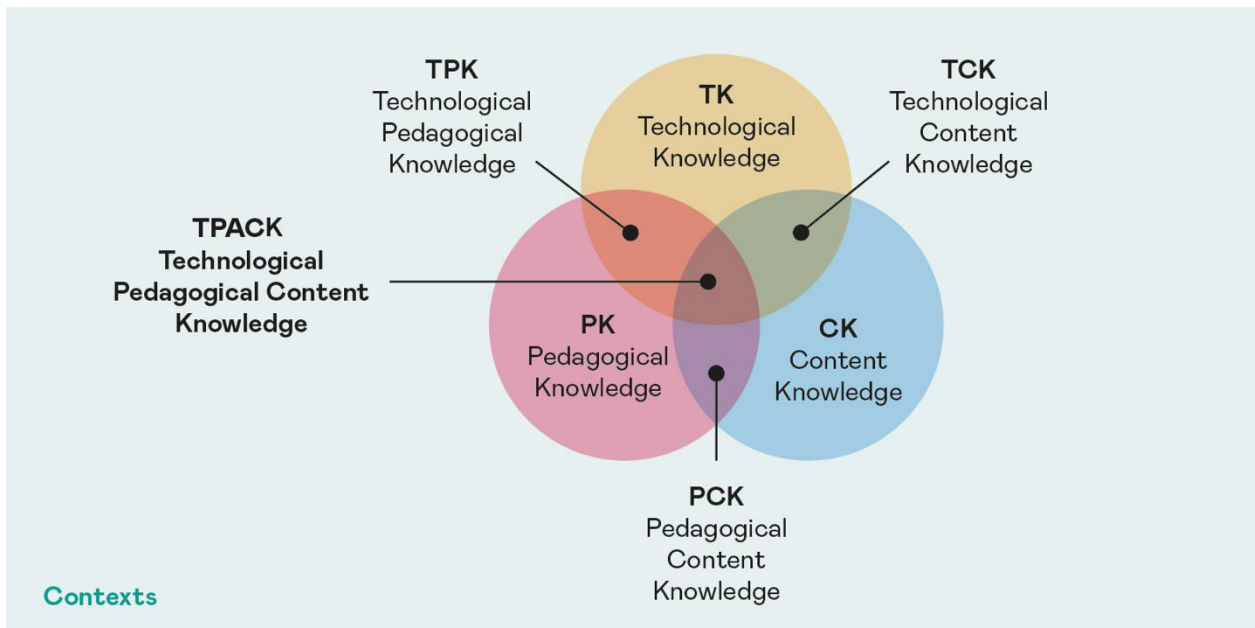 TPK
Technological
Pedagogical
Knowledge
TK
Technological
Knowledge
TCK
Technological
Content
Knowledge
TPACK
Technological
Pedagogical Content
Knowledge
PK
Pedagogical
Knowledge
CK
Content
Knowledge
PCK
Pedagogical
Content
Knowledge
Contexts